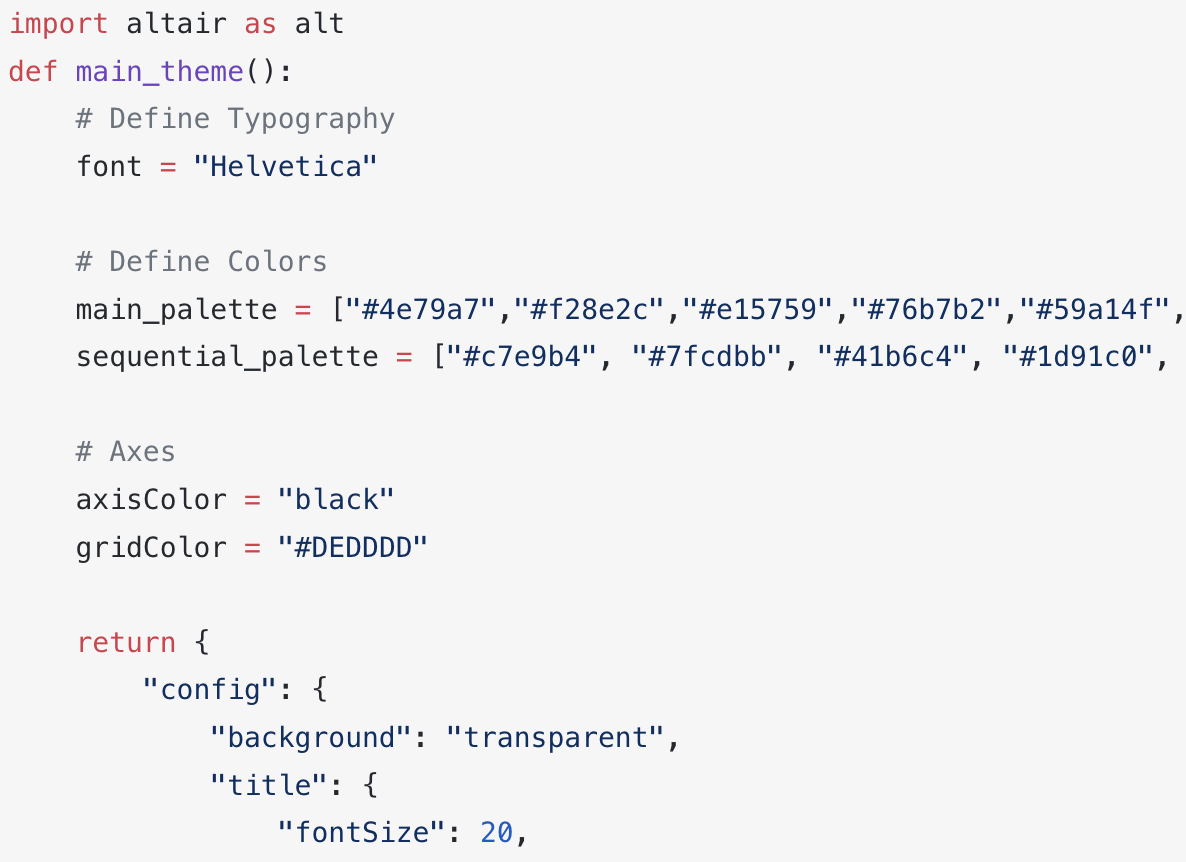 import altair as alt
def main_theme():
    # Define Typography
    font = "Helvetica"

    # Define Colors
    main_palette = ["#4e79a7","#f28e2c","#e15759","#76b7b2","#59a14f",
    sequential_palette = ["#c7e9b4", "#7fcdbb", "#41b6c4", "#1d91c0",

    # Axes
    axisColor = "black"
    gridColor = "#DEDDDD"

    return {
        "config": {
            "background": "transparent",
            "title": {
                "fontSize": 20,